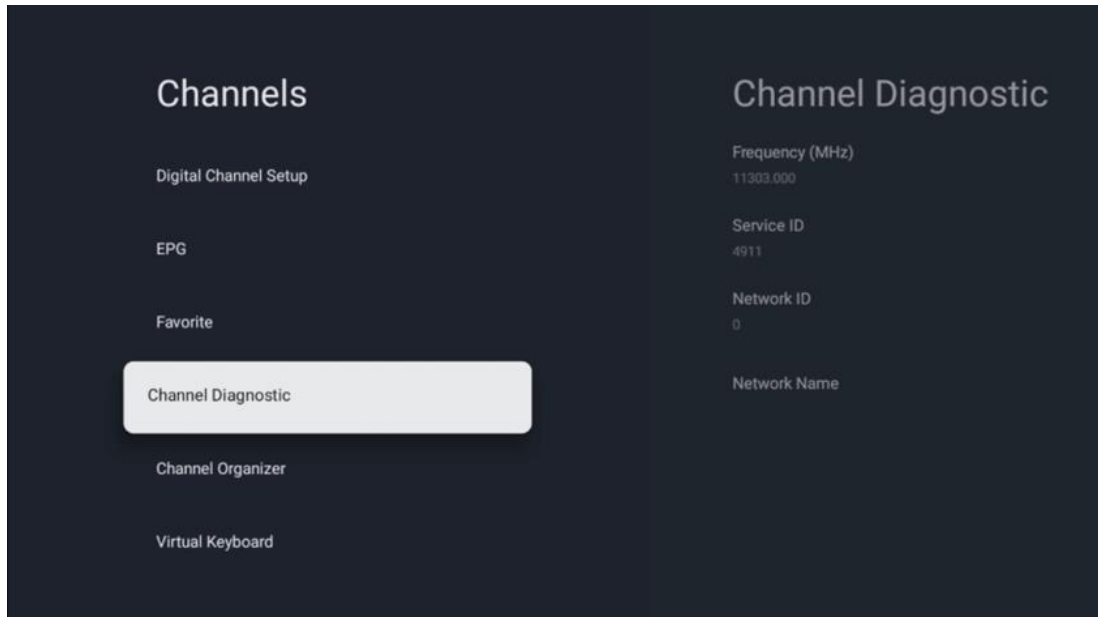 Channels
Digital Channel Setup
EPG
Favorite
Channel Diagnostic
Channel Organizer
Virtual Keyboard
Channel Diagnostic
Frequency (MHz)
11303.000
Service ID
4911
Network ID
0
Network Name